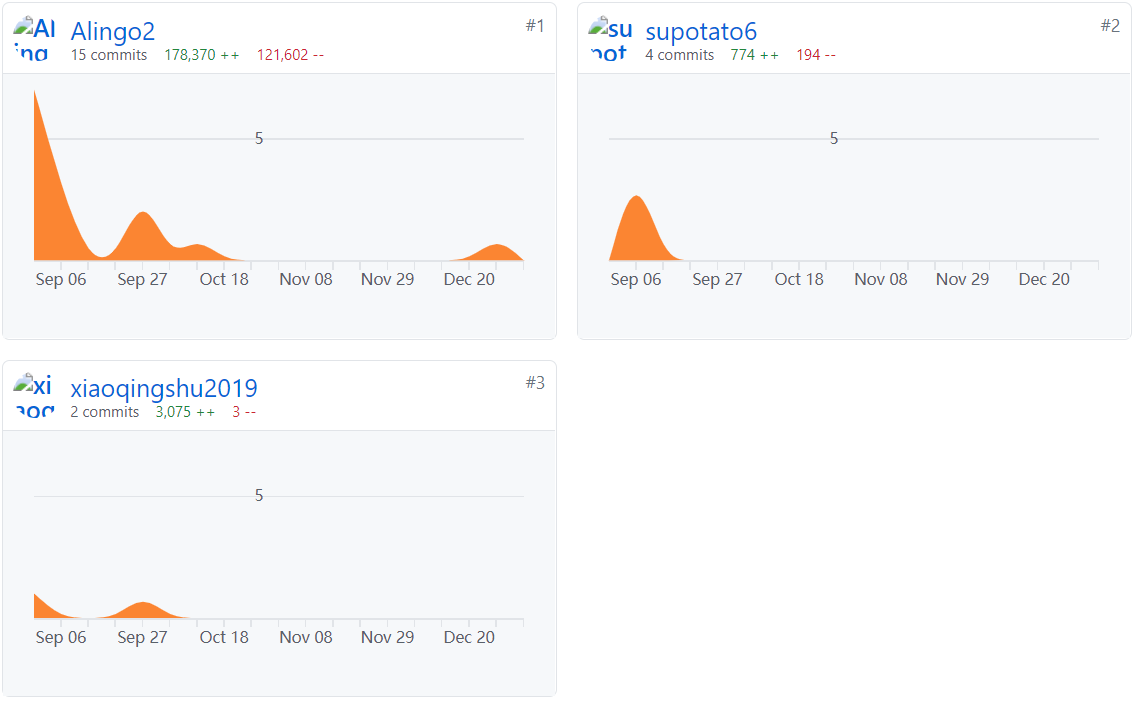 Alingo2
#1
15 commits 178,370 ++ 121,602 --
5
Sep 06 Sep 27 Oct 18 Nov 08 Nov 29 Dec 20
supotato6
#2
4 commits 774 ++ 194 --
5
Sep 06 Sep 27 Oct 18 Nov 08 Nov 29 Dec 20
xiaoqingshu2019
#3
2 commits 3,075 ++ 3 --
5
Sep 06 Sep 27 Oct 18 Nov 08 Nov 29 Dec 20